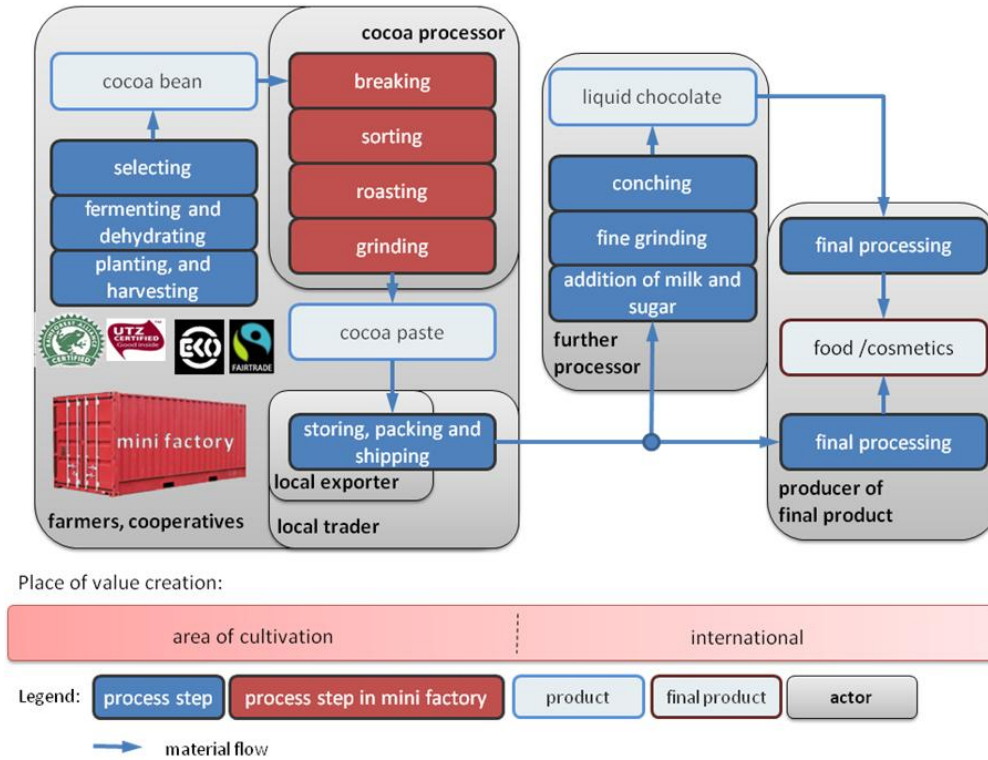 cocoa processor
cocoa bean
breaking
sorting
roasting
grinding
selecting
fermenting and
dehydrating
planting, and
harvesting
cocoa paste
RAINFOREST ALLIANCE
CERTIFIED
UTZ
CERTIFIED
Good inside
TM
EKO
FAIRTRADE
mini factory
storing, packing and
shipping
local exporter
farmers, cooperatives
local trader
liquid chocolate
conching
fine grinding
addition of milk and
sugar
further
processor
final processing
food /cosmetics
final processing
producer of
final product
Place of value creation:
area of cultivation
international
Legend:
process step
process step in mini factory
product
final product
actor
material flow